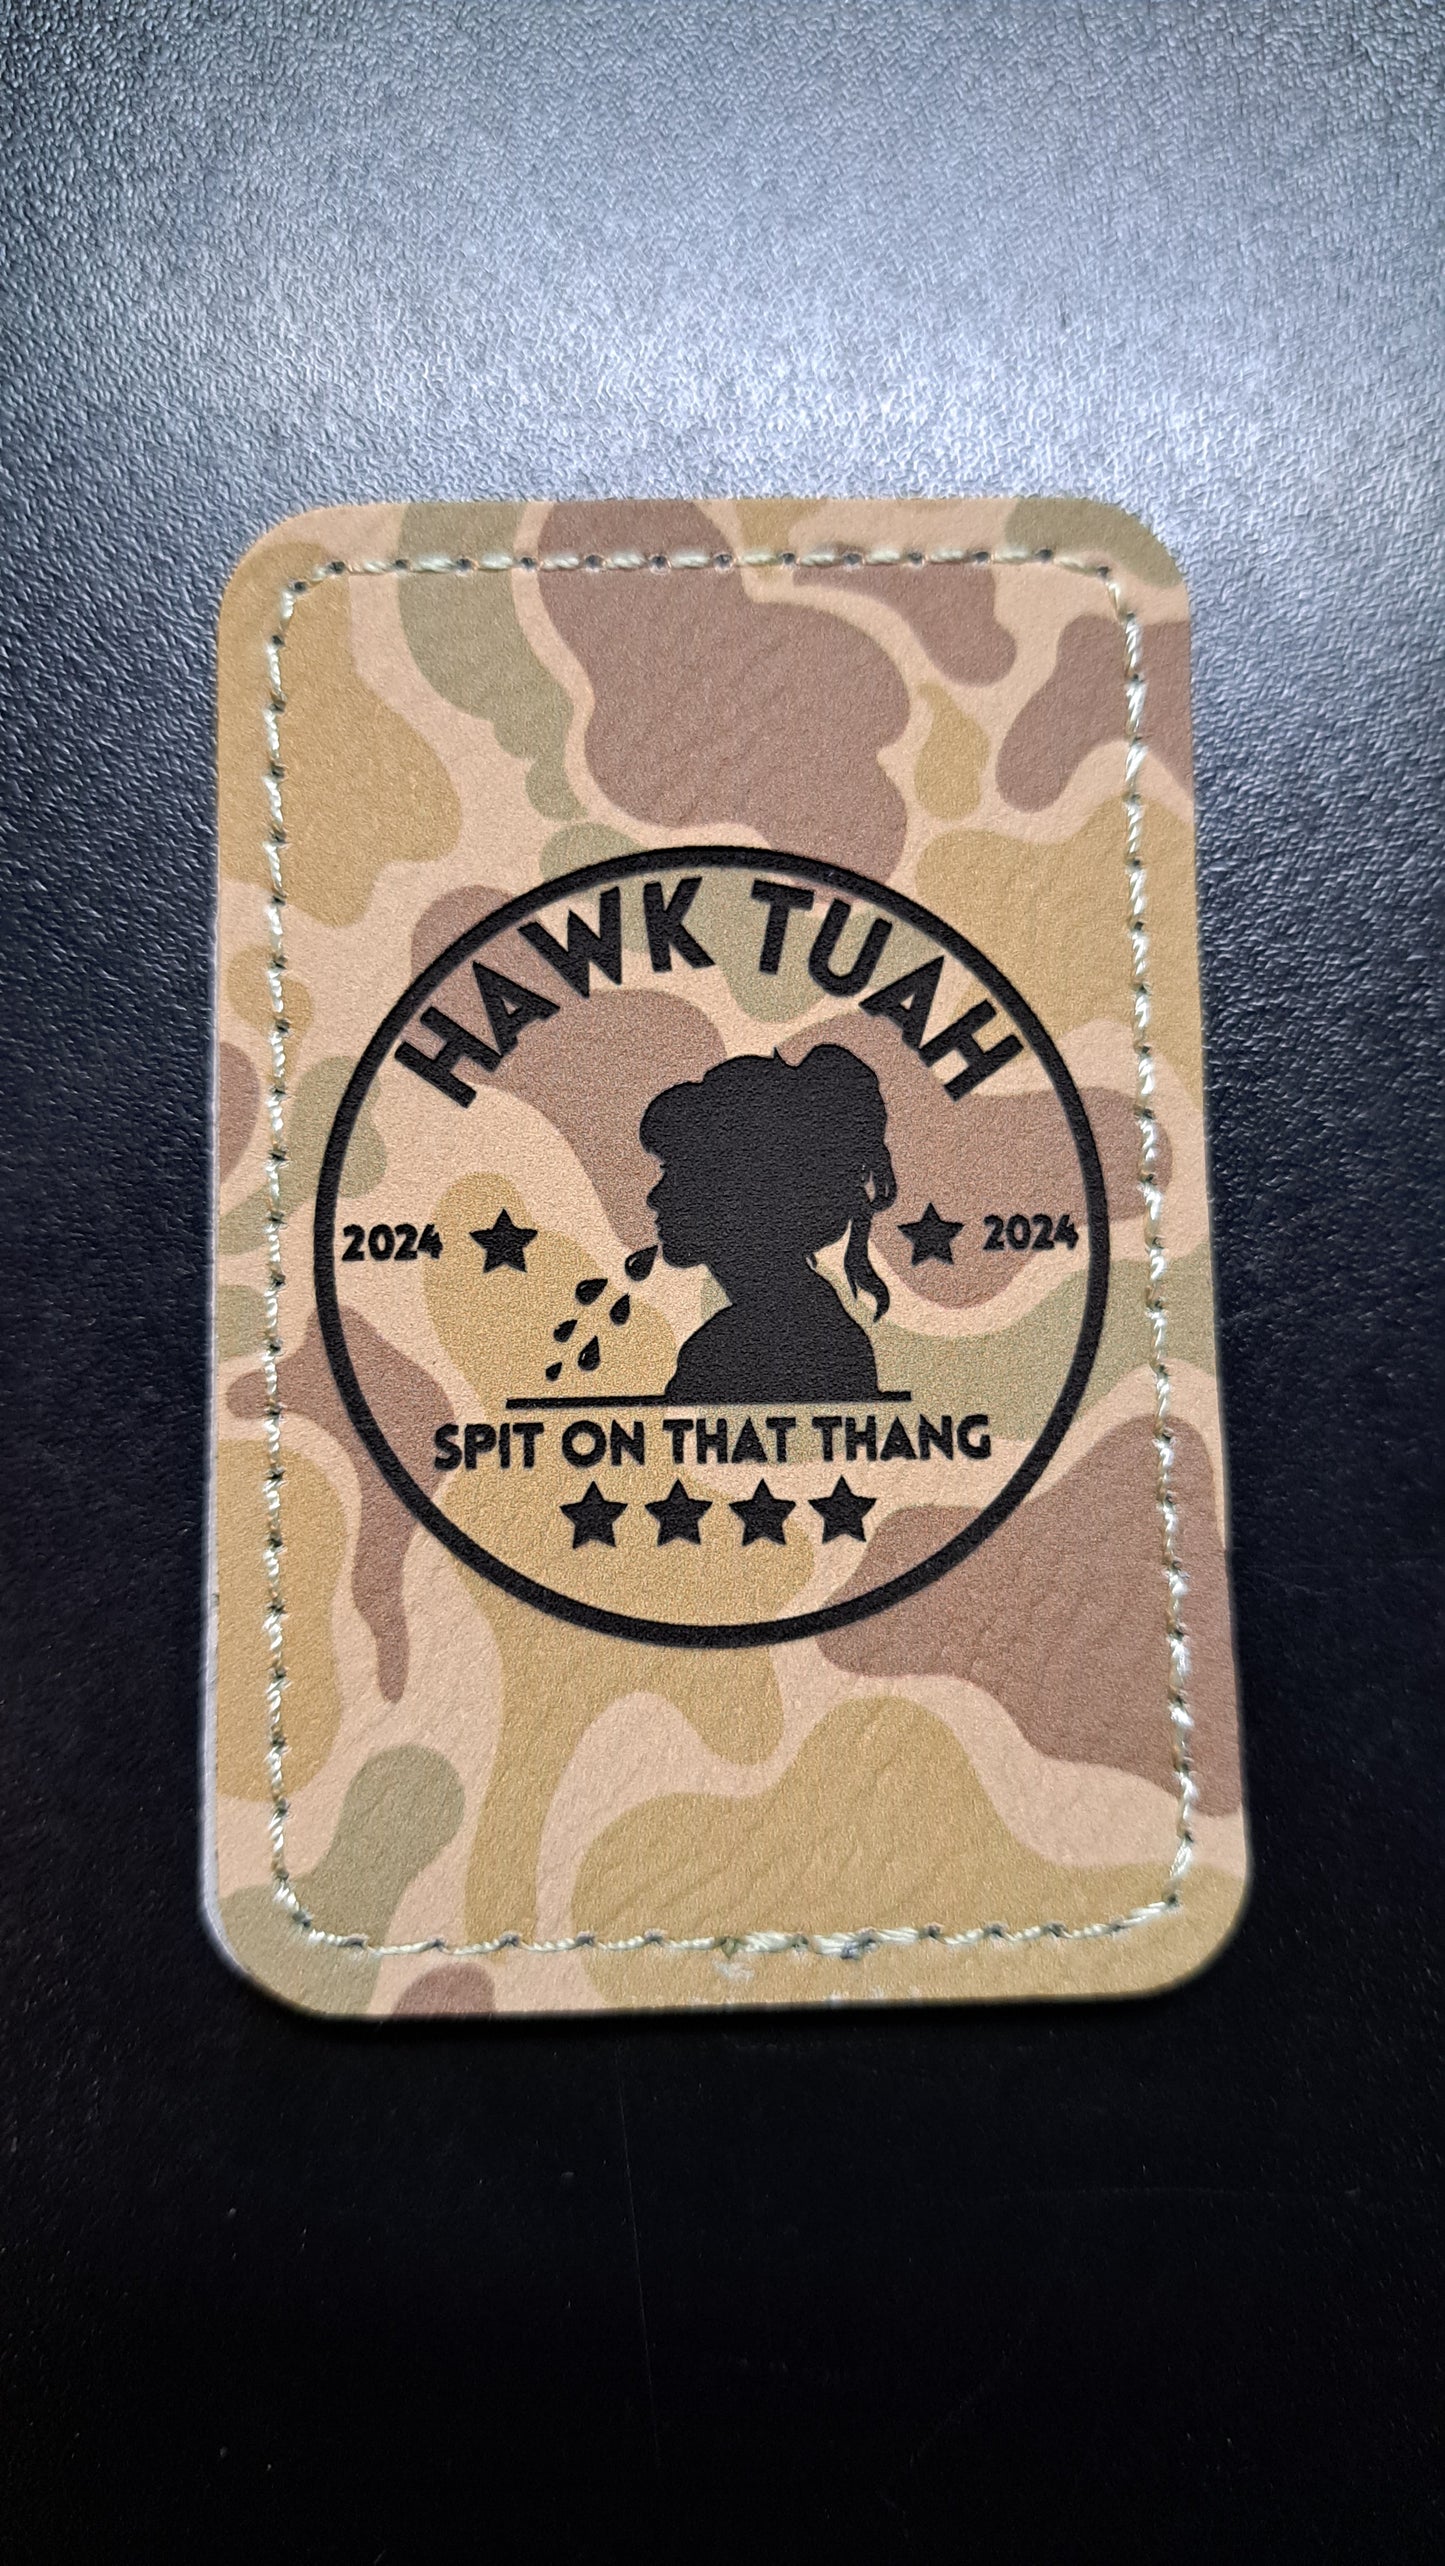 HAWK TUAH
2024 ★ ★ 2024
SPIT ON THAT THANG
★★★★